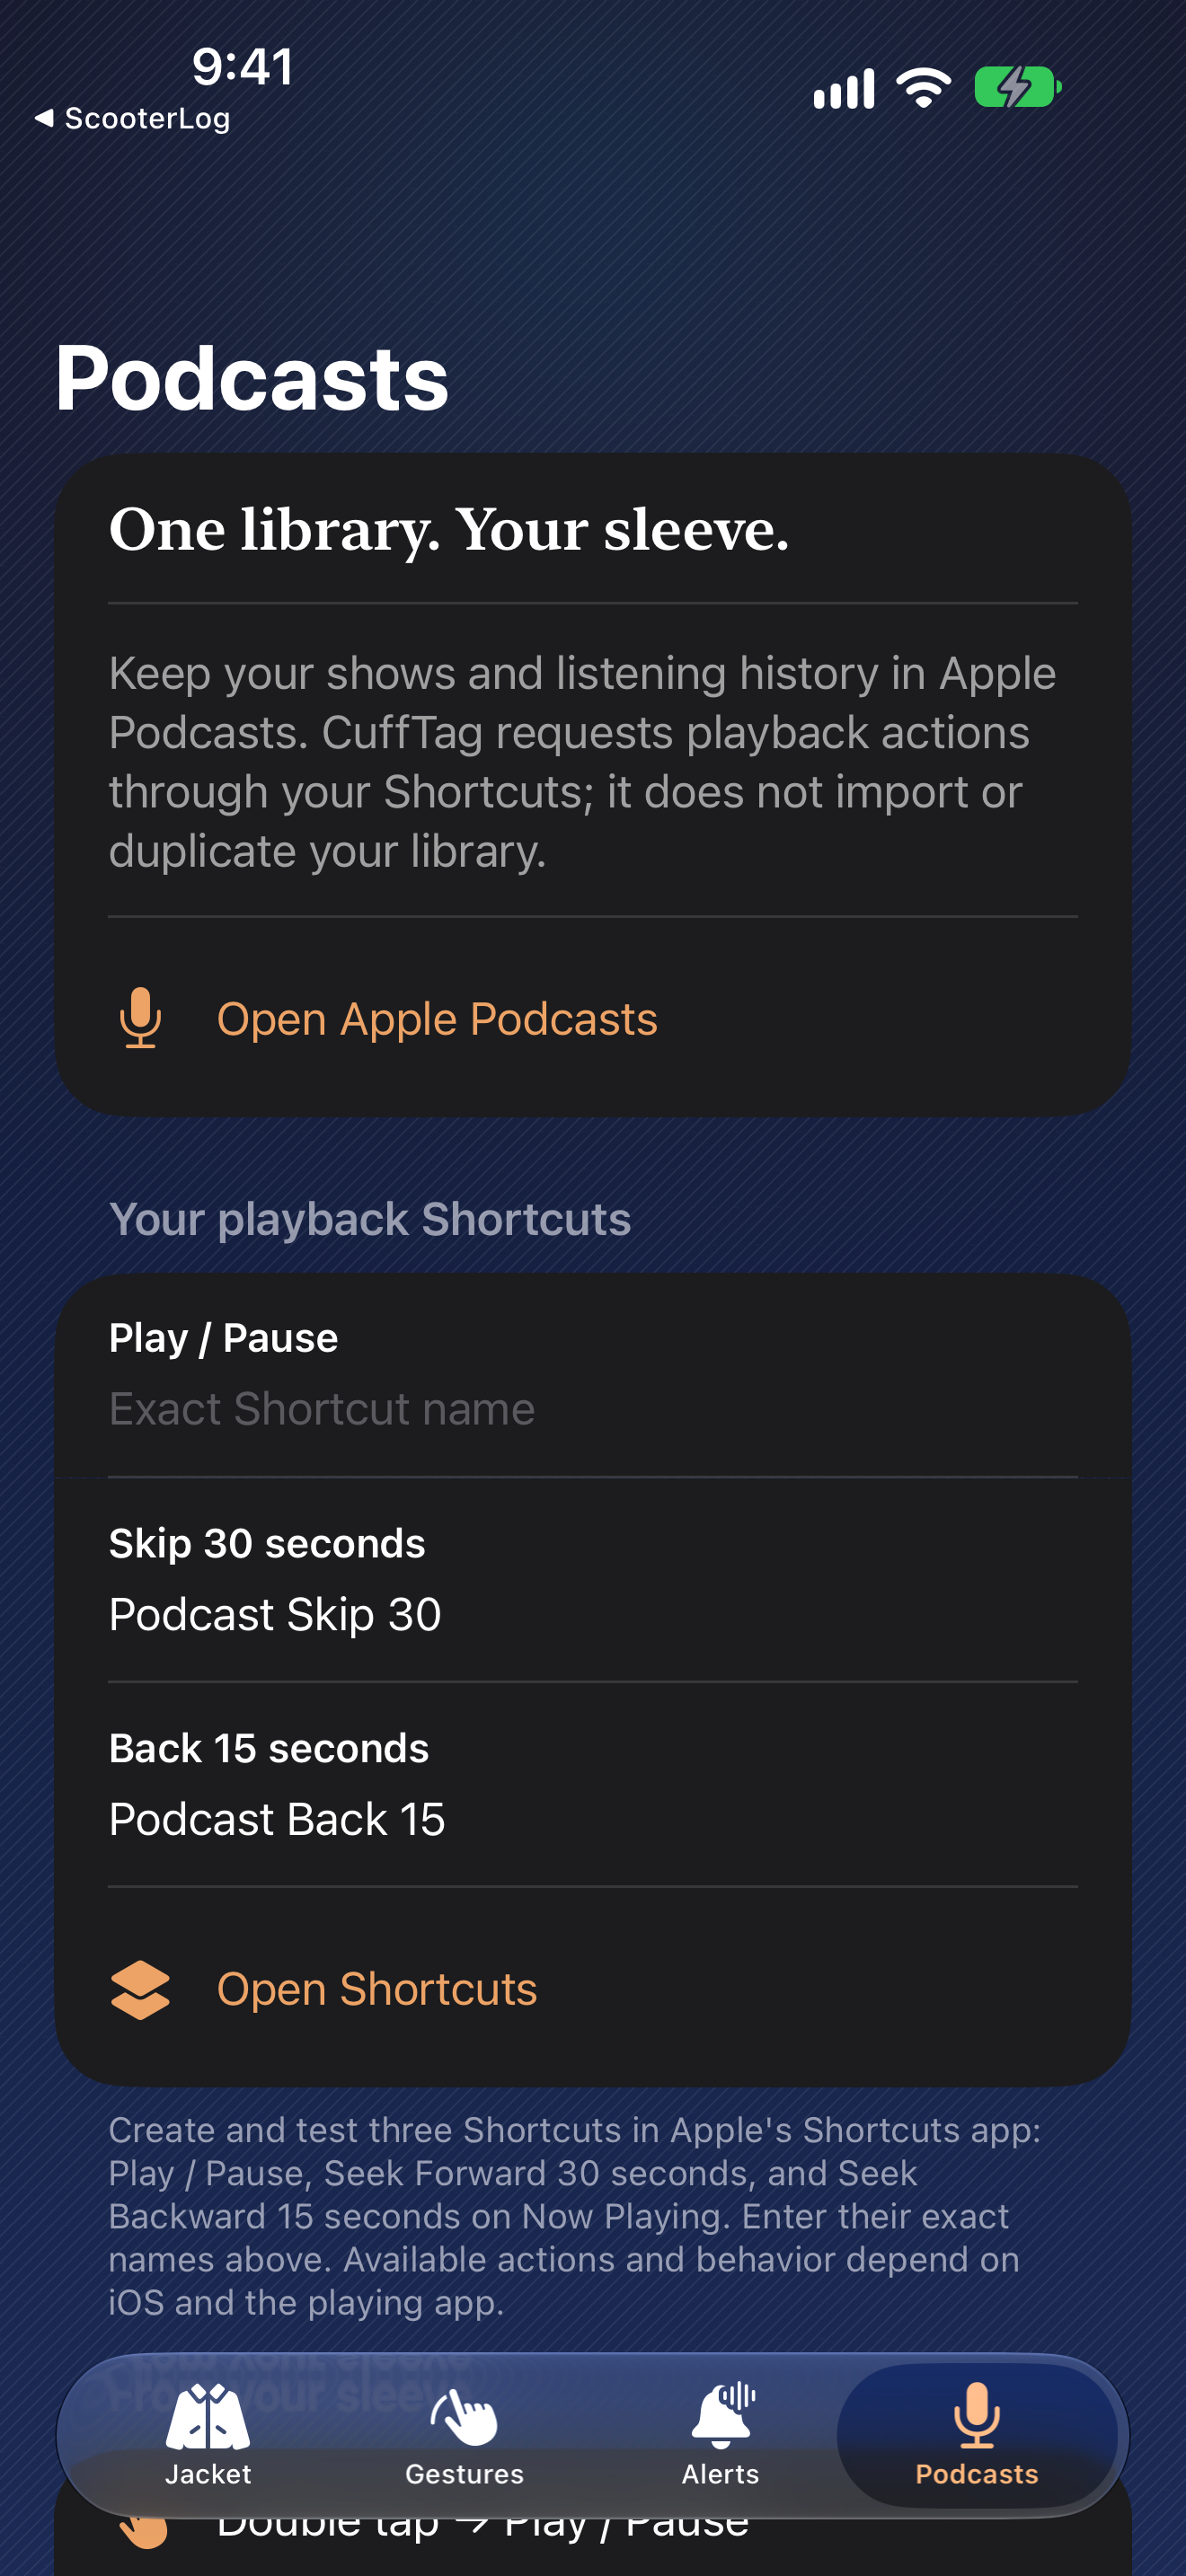 9:41
◀ ScooterLog
Podcasts
One library. Your sleeve.
Keep your shows and listening history in Apple
Podcasts. CuffTag requests playback actions
through your Shortcuts; it does not import or
duplicate your library.
Open Apple Podcasts
Your playback Shortcuts
Play / Pause
Exact Shortcut name
Skip 30 seconds
Podcast Skip 30
Back 15 seconds
Podcast Back 15
Open Shortcuts
Create and test three Shortcuts in Apple's Shortcuts app:
Play / Pause, Seek Forward 30 seconds, and Seek
Backward 15 seconds on Now Playing. Enter their exact
names above. Available actions and behavior depend on
iOS and the playing app.
From your sleeve
Jacket
Gestures
Alerts
Podcasts
Double tap → Play / Pause